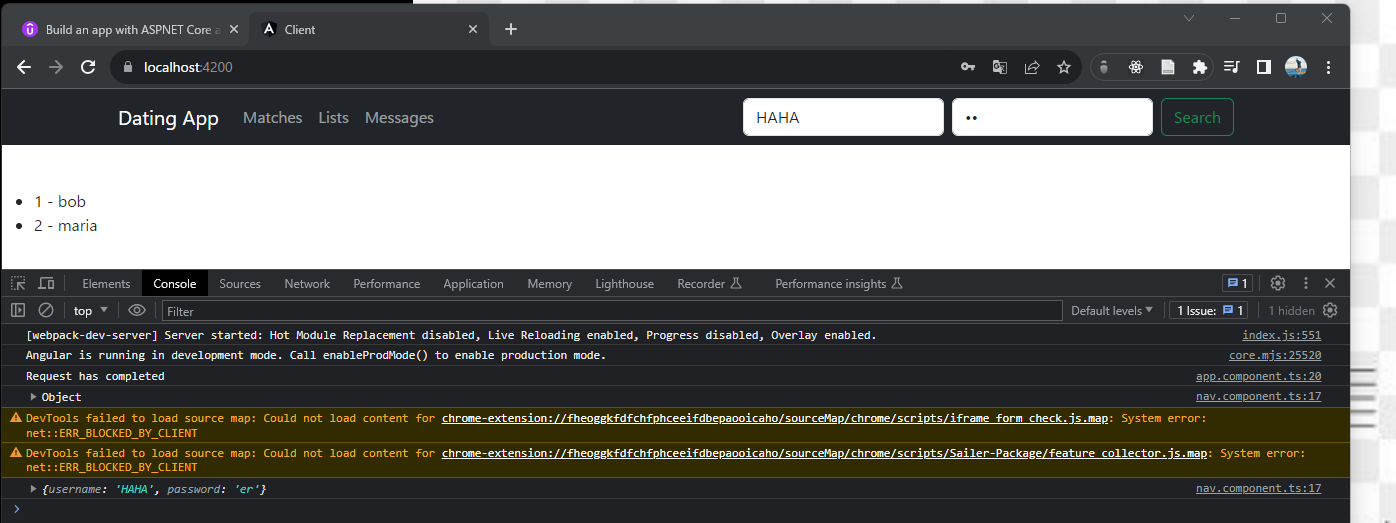 Build an app with ASPNET Core a
Client
localhost:4200
Dating App Matches Lists Messages HAHA •• Search
1 - bob
2 - maria
Elements Console Sources Network Performance Application Memory Lighthouse Recorder Performance insights 1
top Filter Default levels 1 Issue: 1 1 hidden
[webpack-dev-server] Server started: Hot Module Replacement disabled, Live Reloading enabled, Progress disabled, Overlay enabled. index.js:551
Angular is running in development mode. Call enableProdMode() to enable production mode. core.mjs:25520
Request has completed app.component.ts:20
Object nav.component.ts:17
DevTools failed to load source map: Could not load content for chrome-extension://fheoggkfdfchfphceeifdbepaooicaho/sourceMap/chrome/scripts/iframe_form_check.js.map: System error:
net::ERR_BLOCKED_BY_CLIENT
DevTools failed to load source map: Could not load content for chrome-extension://fheoggkfdfchfphceeifdbepaooicaho/sourceMap/chrome/scripts/Sailer-Package/feature_collector.js.map: System error:
net::ERR_BLOCKED_BY_CLIENT
{username: 'HAHA', password: 'er'} nav.component.ts:17